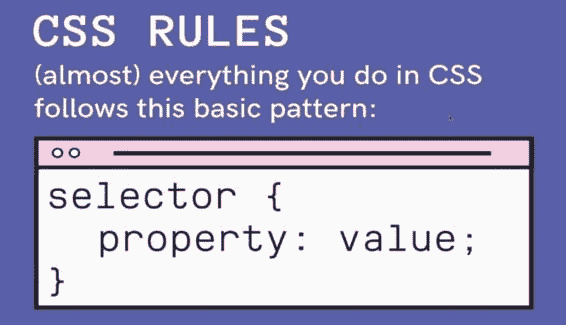 CSS RULES
(almost) everything you do in CSS
follows this basic pattern:
selector {
property: value;
}